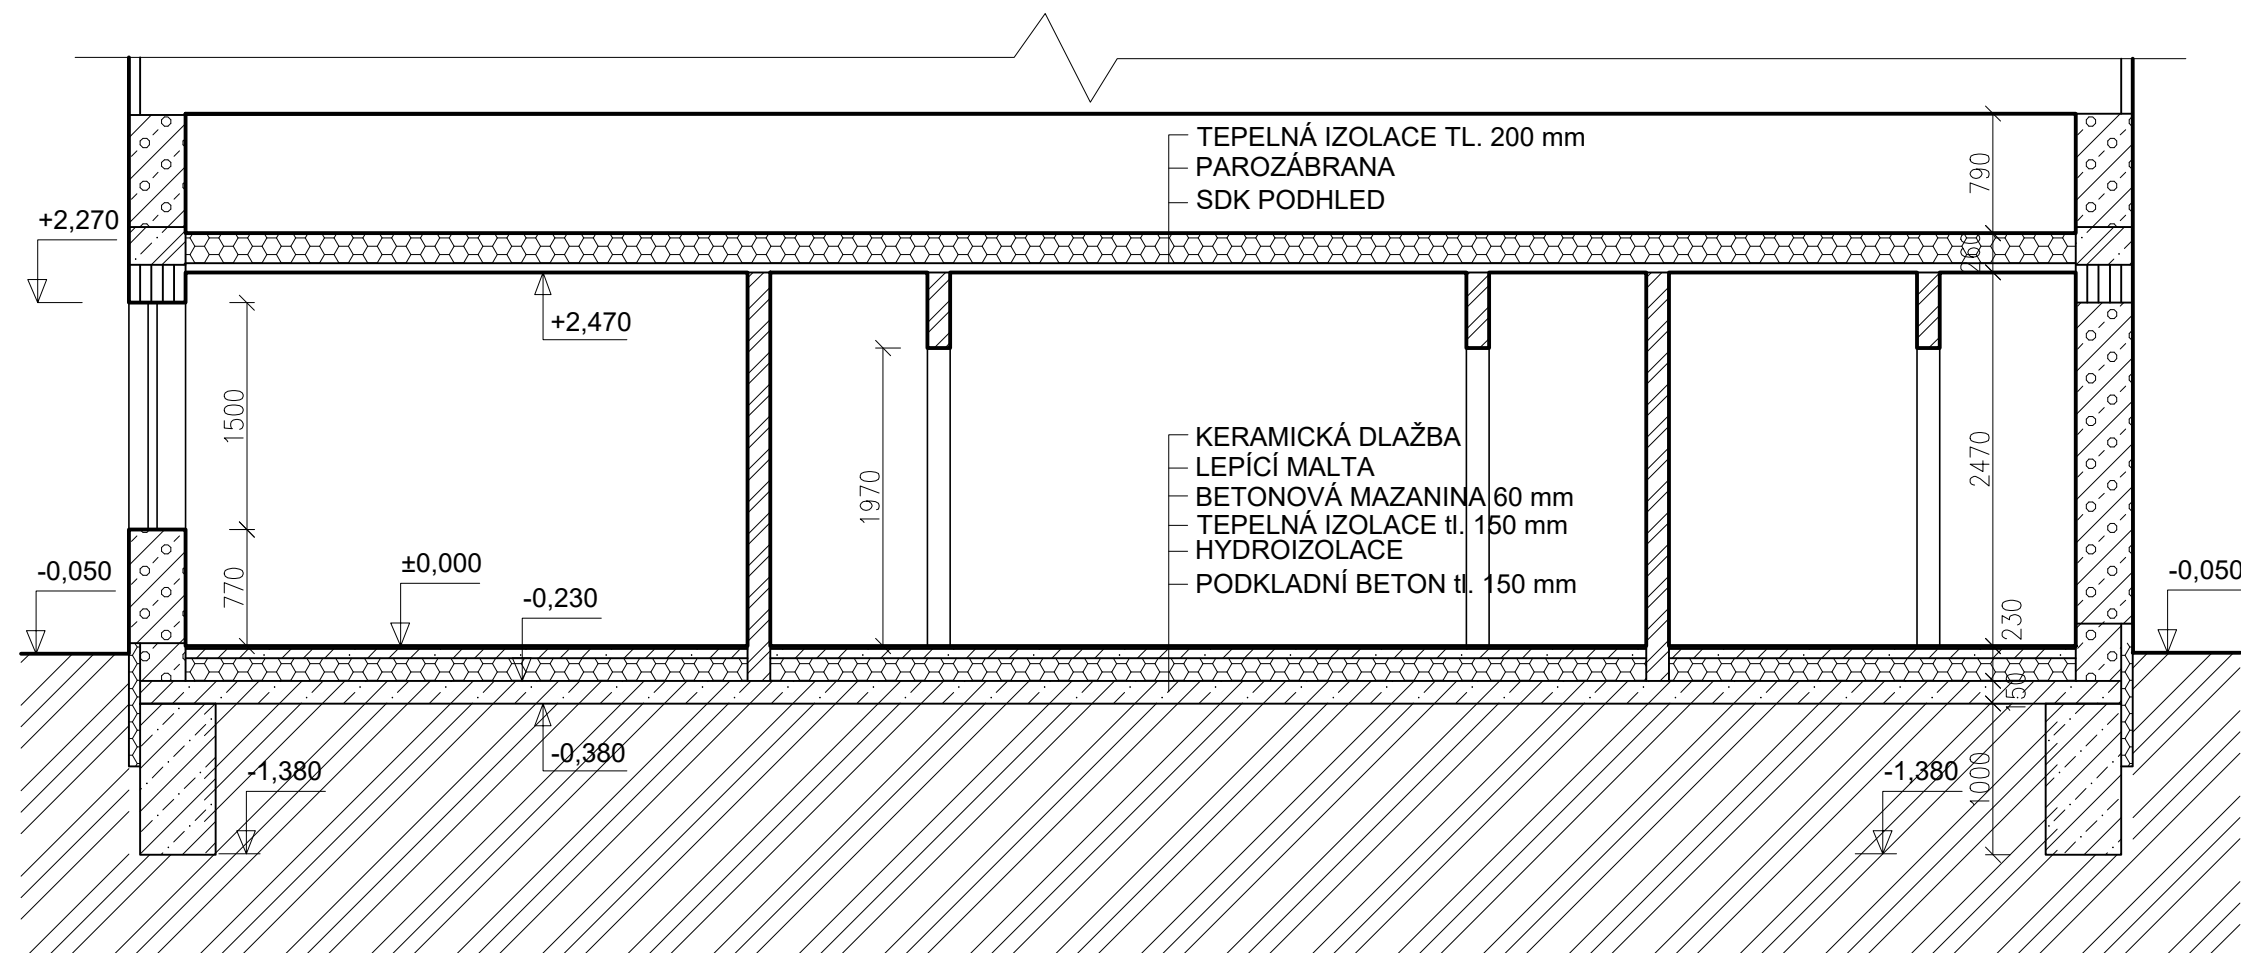 TEPELNÁ IZOLACE TL. 200 mm
PAROZÁBRANA
SDK PODHLED
790
+2,270
260
+2,470
1500
1970
KERAMICKÁ DLAŽBA
LEPÍCÍ MALTA
BETONOVÁ MAZANINA 60 mm
TEPELNÁ IZOLACE tl. 150 mm
HYDROIZOLACE
PODKLADNÍ BETON tl. 150 mm
2470
-0,050
770
±0,000
-0,230
230
-0,050
150
-0,380
-1,380
-1,380
1000